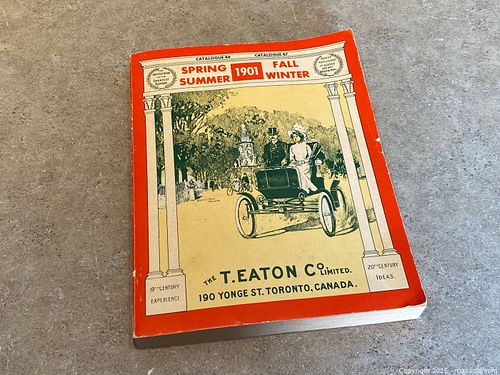 CATALOGUE 46 CATALOGUE 47
SPRING 1901 FALL
SUMMER WINTER
THE T. EATON CO. LIMITED.
190 YONGE ST. TORONTO, CANADA.
19TH CENTURY
EXPERIENCE
20TH CENTURY
IDEAS.